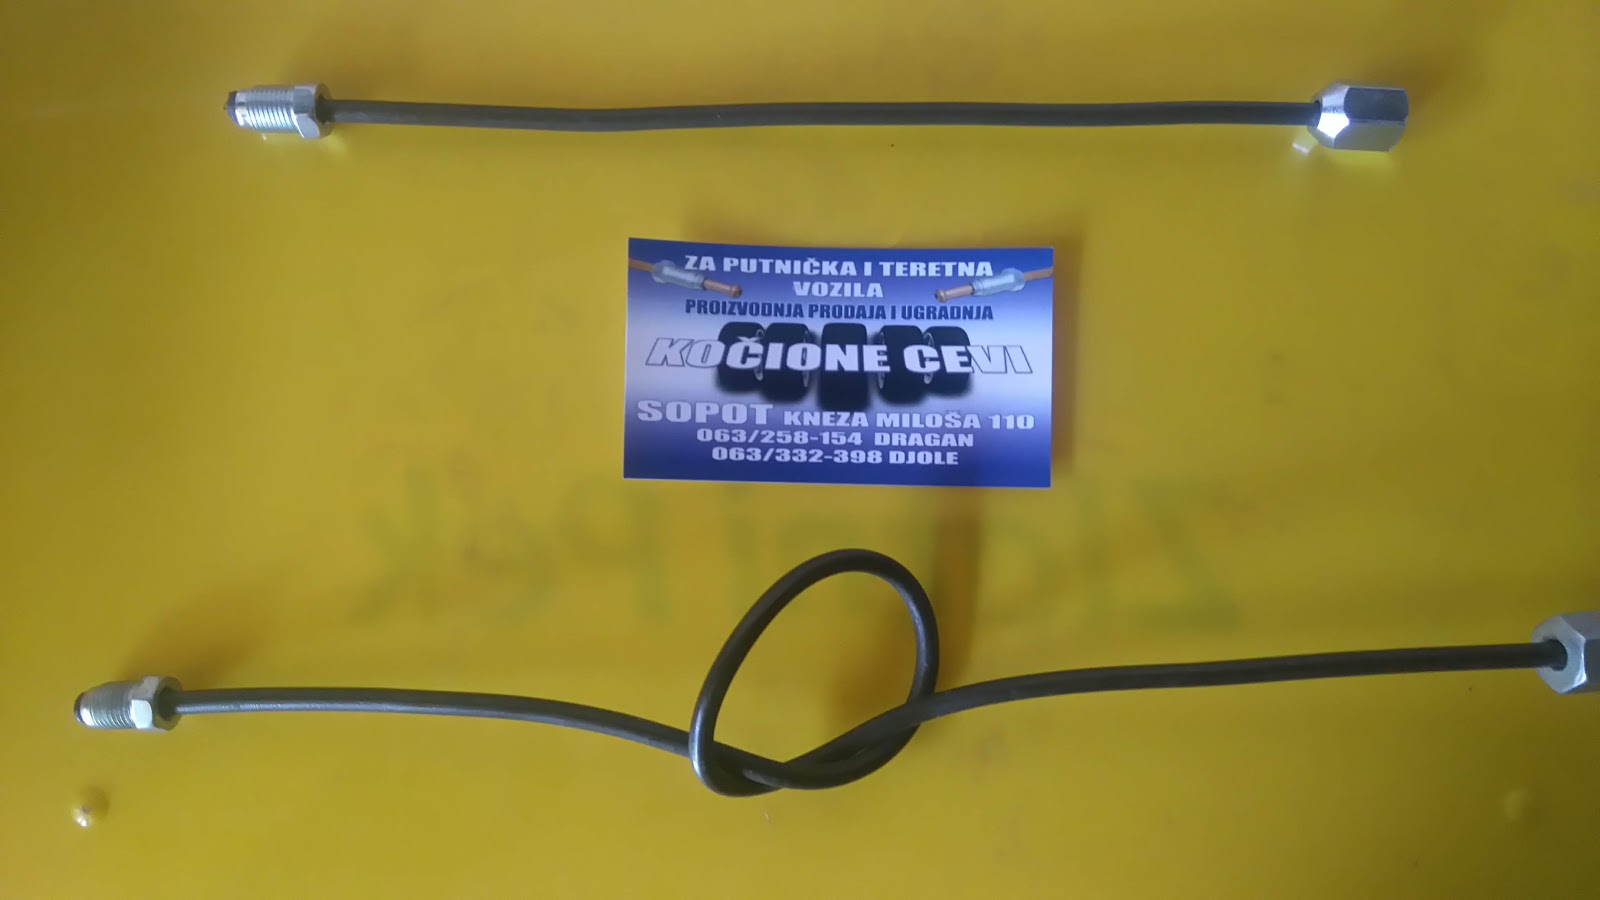 ZA PUTNIČKA I TERETNA
VOZILA
PROIZVODNJA PRODAJA I UGRADNJA
KOČIONE CEVI
SOPOT KNEZA MILOŠA 110
063/258-154 DRAGAN
063/332-398 DJOLE